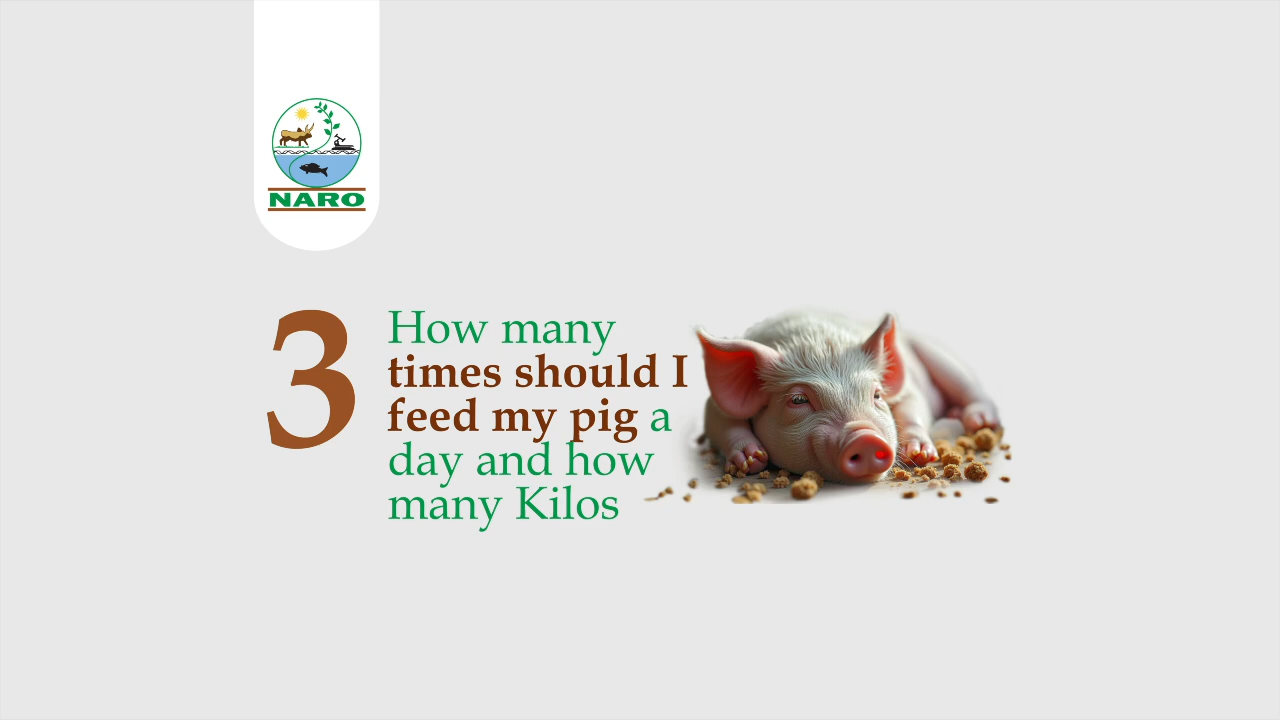 NARO
3
How many
times should I
feed my pig a
day and how
many Kilos